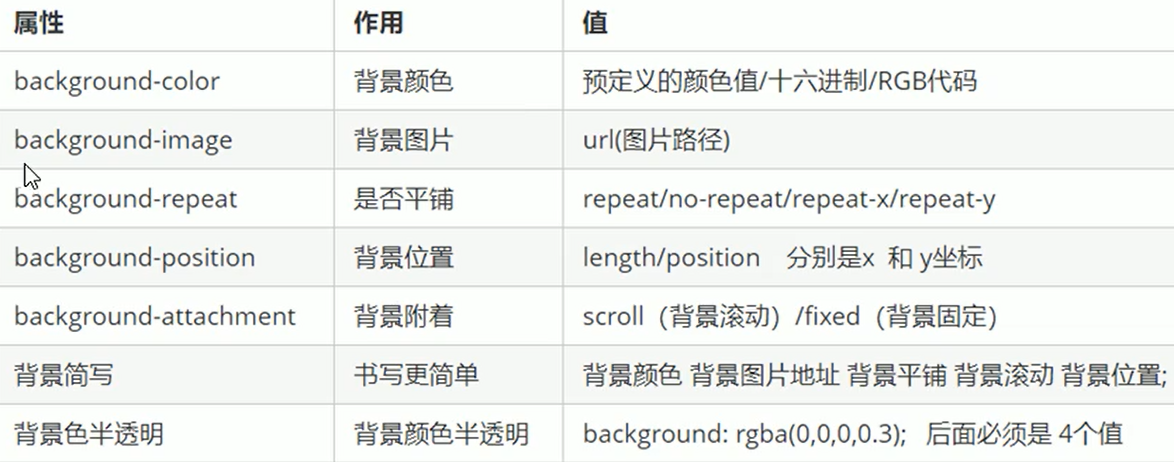 属性 作用 值
background-color 背景颜色 预定义的颜色值/十六进制/RGB代码
background-image 背景图片 url(图片路径)
background-repeat 是否平铺 repeat/no-repeat/repeat-x/repeat-y
background-position 背景位置 length/position 分别是x 和 y坐标
background-attachment 背景附着 scroll（背景滚动）/fixed（背景固定）
背景简写 书写更简单 背景颜色 背景图片地址 背景平铺 背景滚动 背景位置;
背景色半透明 背景颜色半透明 background: rgba(0,0,0,0.3); 后面必须是 4个值